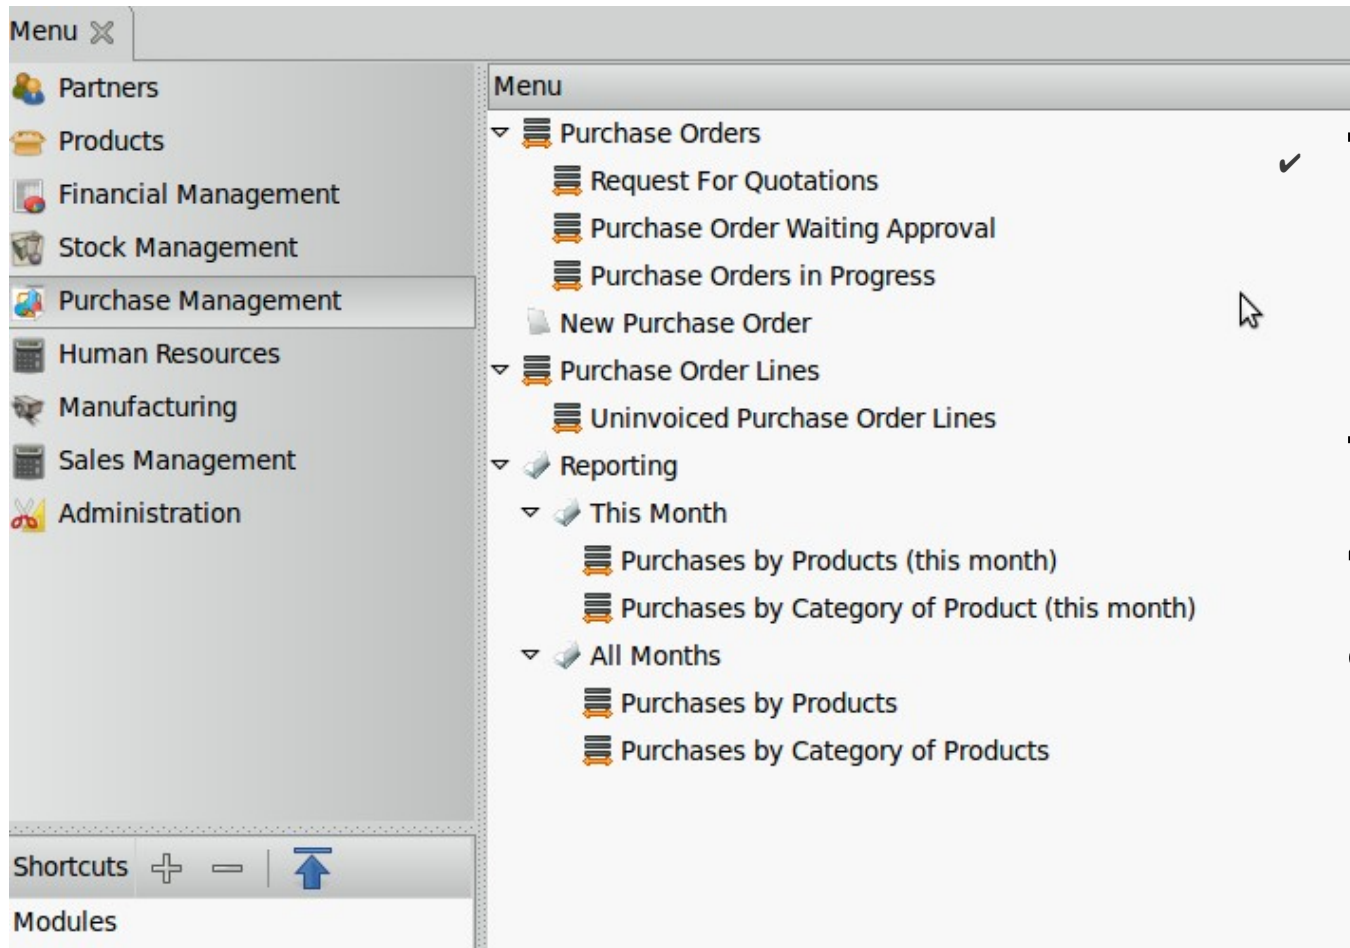 Menu
Partners
Products
Financial Management
Stock Management
Purchase Management
Human Resources
Manufacturing
Sales Management
Administration
Shortcuts
Modules
Menu
Purchase Orders
Request For Quotations
Purchase Order Waiting Approval
Purchase Orders in Progress
New Purchase Order
Purchase Order Lines
Uninvoiced Purchase Order Lines
Reporting
This Month
Purchases by Products (this month)
Purchases by Category of Product (this month)
All Months
Purchases by Products
Purchases by Category of Products